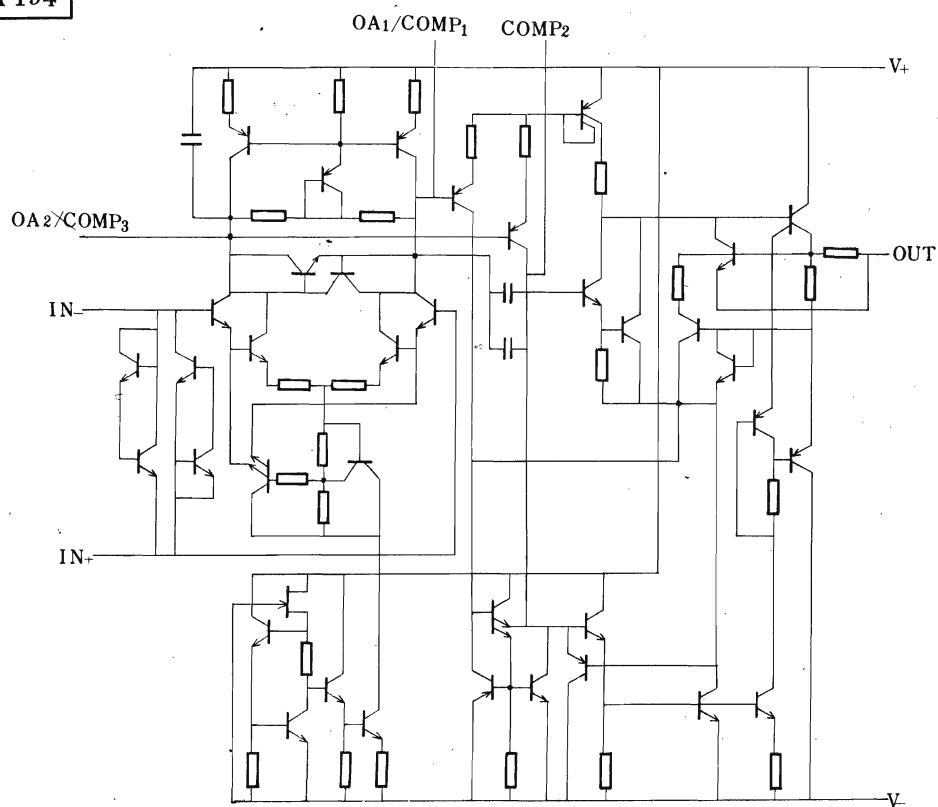 OA1/COMP1 COMP2
V+
OA2/COMP3
OUT
IN-
IN+
V-